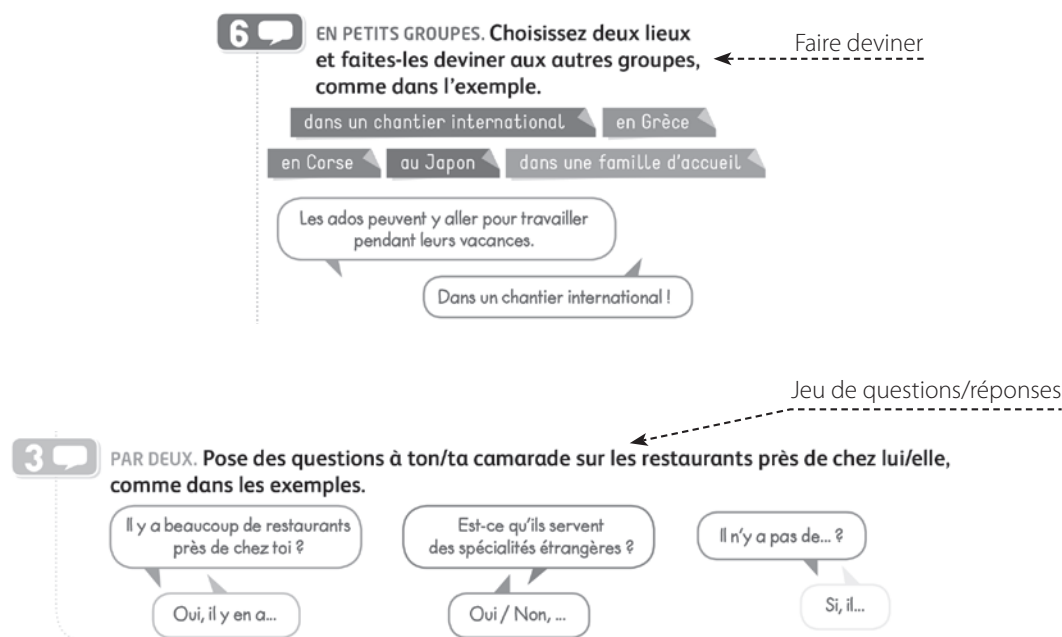 6 EN PETITS GROUPES. Choisissez deux lieux
et faites-les deviner aux autres groupes,
comme dans l'exemple.
Faire deviner
dans un chantier international en Grèce
en Corse au Japon dans une famille d'accueil
Les ados peuvent y aller pour travailler
pendant leurs vacances.
Dans un chantier international !
Jeu de questions/réponses
3 PAR DEUX. Pose des questions à ton/ta camarade sur les restaurants près de chez lui/elle,
comme dans les exemples.
Il y a beaucoup de restaurants
près de chez toi ?
Oui, il y en a...
Est-ce qu'ils servent
des spécialités étrangères ?
Oui / Non, ...
Il n'y a pas de... ?
Si, il...